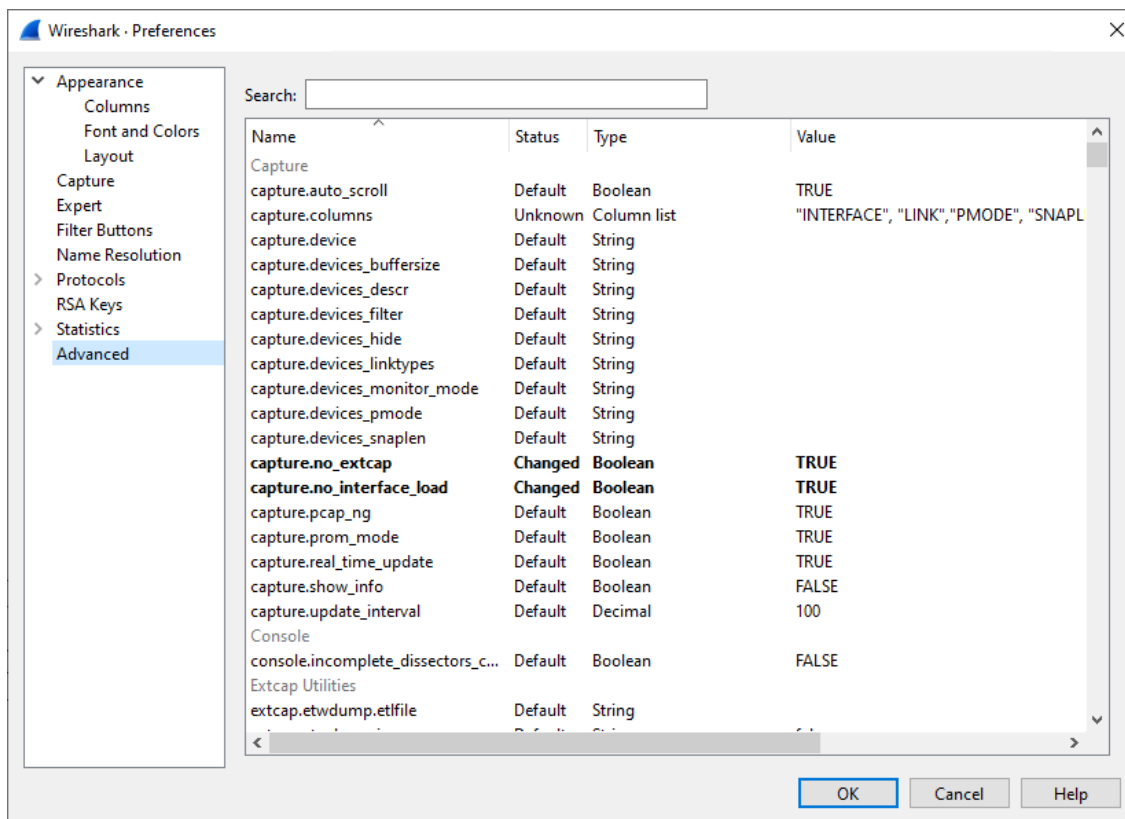 Wireshark · Preferences
Appearance
Columns
Font and Colors
Layout
Capture
Expert
Filter Buttons
Name Resolution
Protocols
RSA Keys
Statistics
Advanced
Search:
Name Status Type Value
Capture
capture.auto_scroll Default Boolean TRUE
capture.columns Unknown Column list "INTERFACE", "LINK","PMODE", "SNAPL
capture.device Default String
capture.devices_buffersize Default String
capture.devices_descr Default String
capture.devices_filter Default String
capture.devices_hide Default String
capture.devices_linktypes Default String
capture.devices_monitor_mode Default String
capture.devices_pmode Default String
capture.devices_snaplen Default String
capture.no_extcap Changed Boolean TRUE
capture.no_interface_load Changed Boolean TRUE
capture.pcap_ng Default Boolean TRUE
capture.prom_mode Default Boolean TRUE
capture.real_time_update Default Boolean TRUE
capture.show_info Default Boolean FALSE
capture.update_interval Default Decimal 100
Console
console.incomplete_dissectors_c... Default Boolean FALSE
Extcap Utilities
extcap.etwdump.etlfile Default String
OK Cancel Help